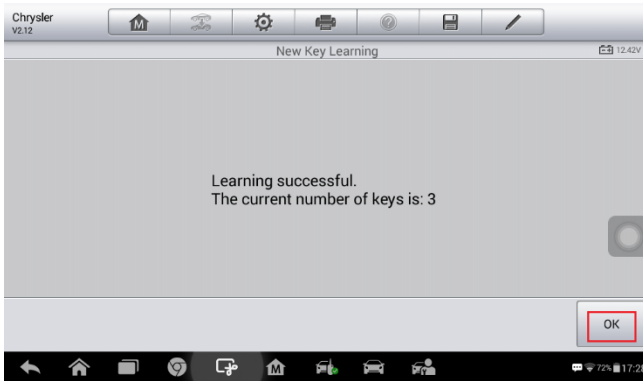 Chrysler
V2.12
M
New Key Learning
12.42V
Learning successful.
The current number of keys is: 3
OK
M
72%